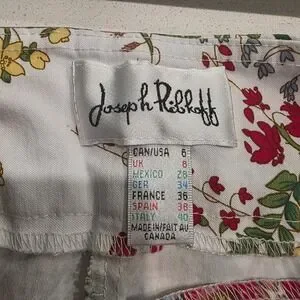 Joseph Ribkoff
CAN/USA 6
UK 8
MEXICO 28
GER 34
FRANCE 36
SPAIN 38
ITALY 40
MADE IN/FAIT AU
CANADA